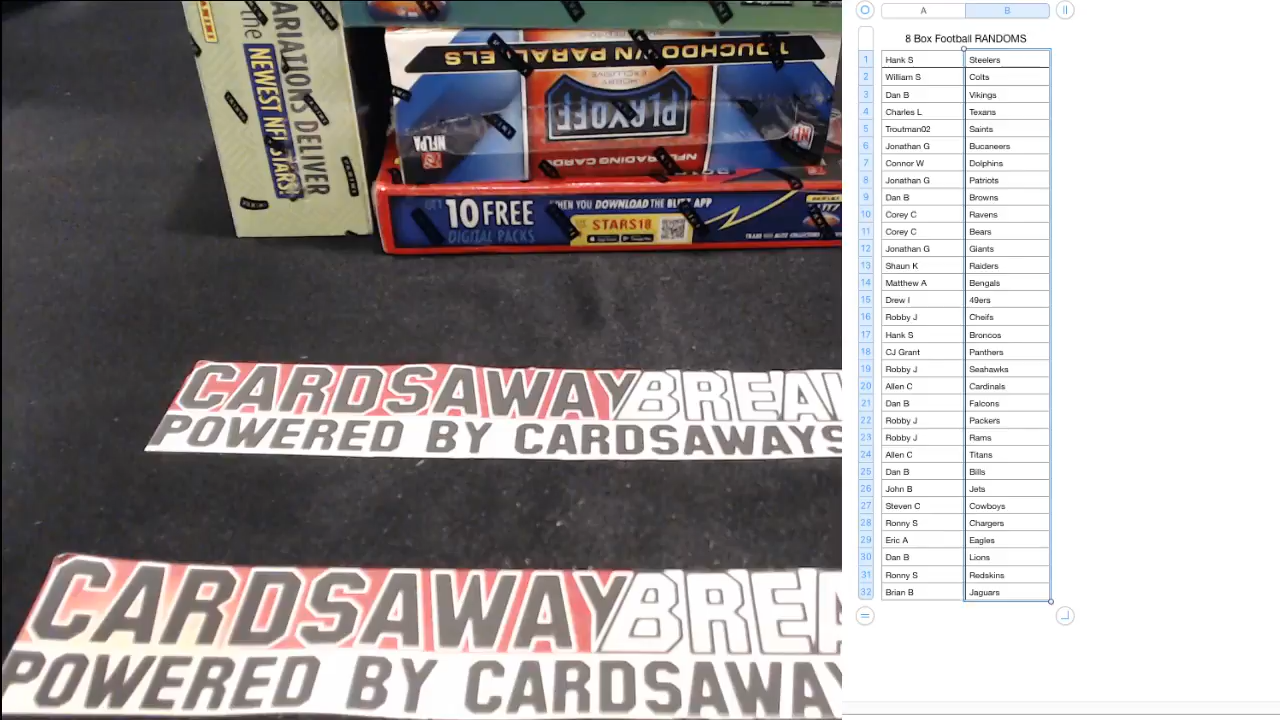 PANINI
ARIATIONS DELIVER
the NEWEST NFL STARS!
TOUCHDOWN PARALLELS
HOBBY
EXCLUSIVE
PLAYOFF
NFLPA
NFL
NFL TRADING CARDS
10 FREE
DIGITAL PACKS
WHEN YOU DOWNLOAD THE BLITZ APP
STARS18
CARDSAWAYBREA
POWERED BY CARDSAWAYS
CARDSAWAYBREA
POWERED BY CARDSAWAY
A B
8 Box Football RANDOMS
1 Hank S Steelers
2 William S Colts
3 Dan B Vikings
4 Charles L Texans
5 Troutman02 Saints
6 Jonathan G Bucaneers
7 Connor W Dolphins
8 Jonathan G Patriots
9 Dan B Browns
10 Corey C Ravens
11 Corey C Bears
12 Jonathan G Giants
13 Shaun K Raiders
14 Matthew A Bengals
15 Drew I 49ers
16 Robby J Cheifs
17 Hank S Broncos
18 CJ Grant Panthers
19 Robby J Seahawks
20 Allen C Cardinals
21 Dan B Falcons
22 Robby J Packers
23 Robby J Rams
24 Allen C Titans
25 Dan B Bills
26 John B Jets
27 Steven C Cowboys
28 Ronny S Chargers
29 Eric A Eagles
30 Dan B Lions
31 Ronny S Redskins
32 Brian B Jaguars